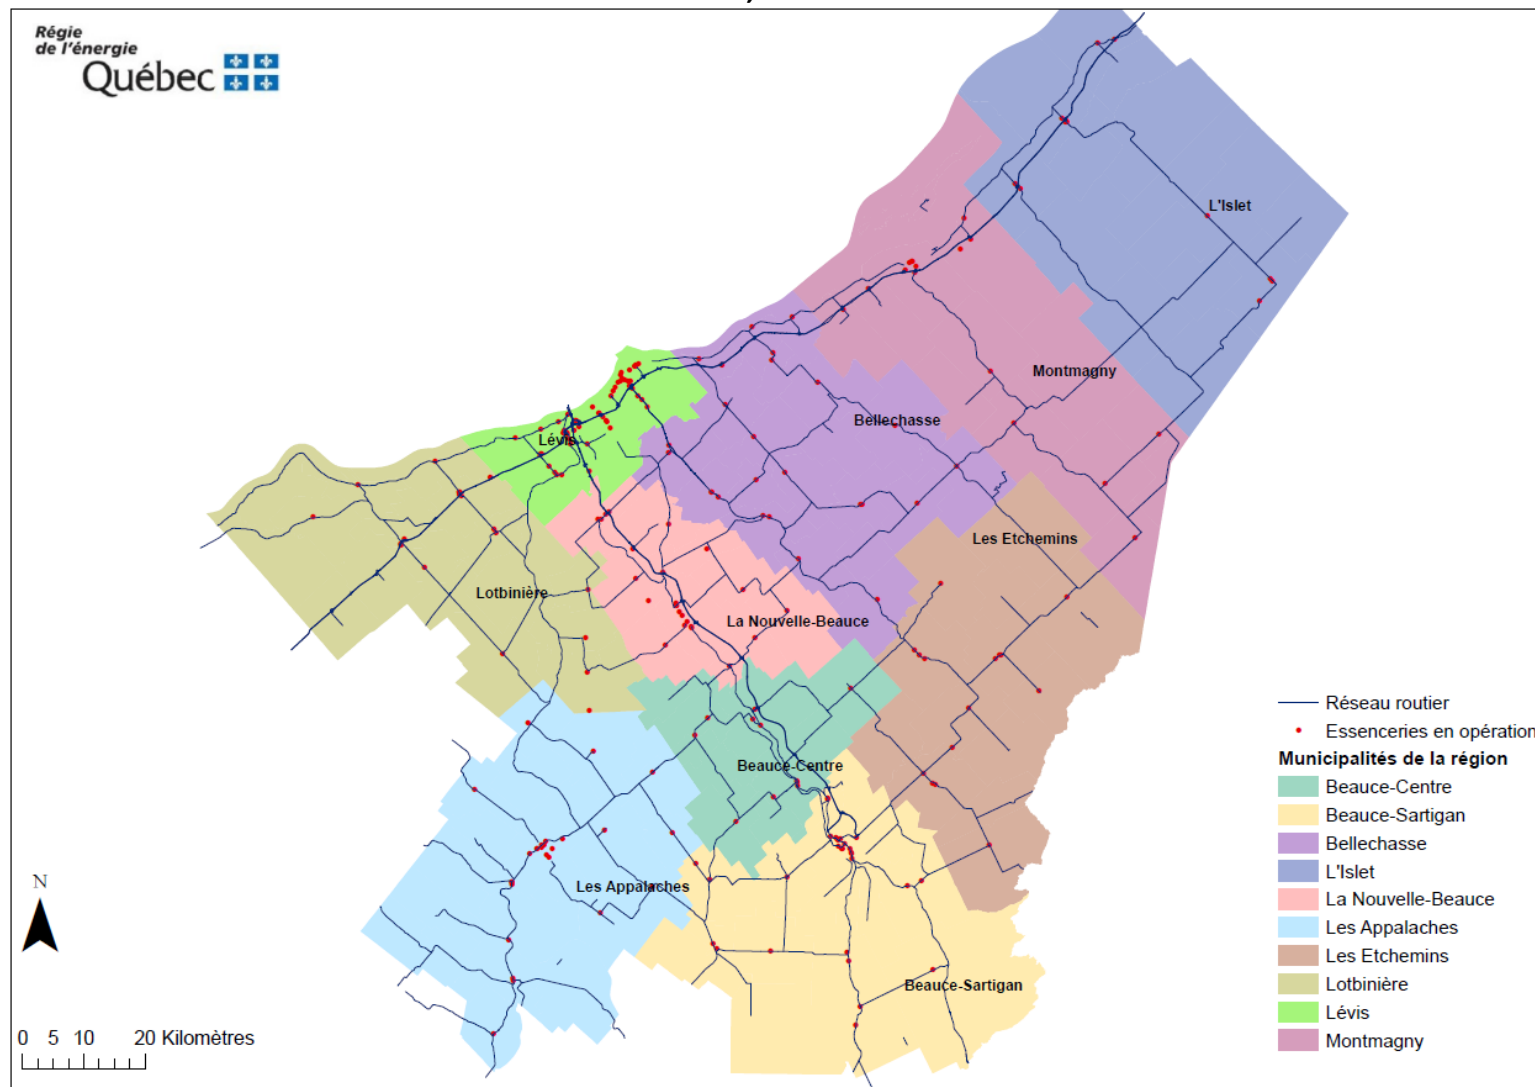 Régie
de l'énergie
Québec
L'Islet
Montmagny
Bellechasse
Lévis
Les Etchemins
Lotbinière
La Nouvelle-Beauce
Beauce-Centre
Les Appalaches
Beauce-Sartigan
N
0 5 10 20 Kilomètres
Réseau routier
Essenceries en opération
Municipalités de la région
Beauce-Centre
Beauce-Sartigan
Bellechasse
L'Islet
La Nouvelle-Beauce
Les Appalaches
Les Etchemins
Lotbinière
Lévis
Montmagny